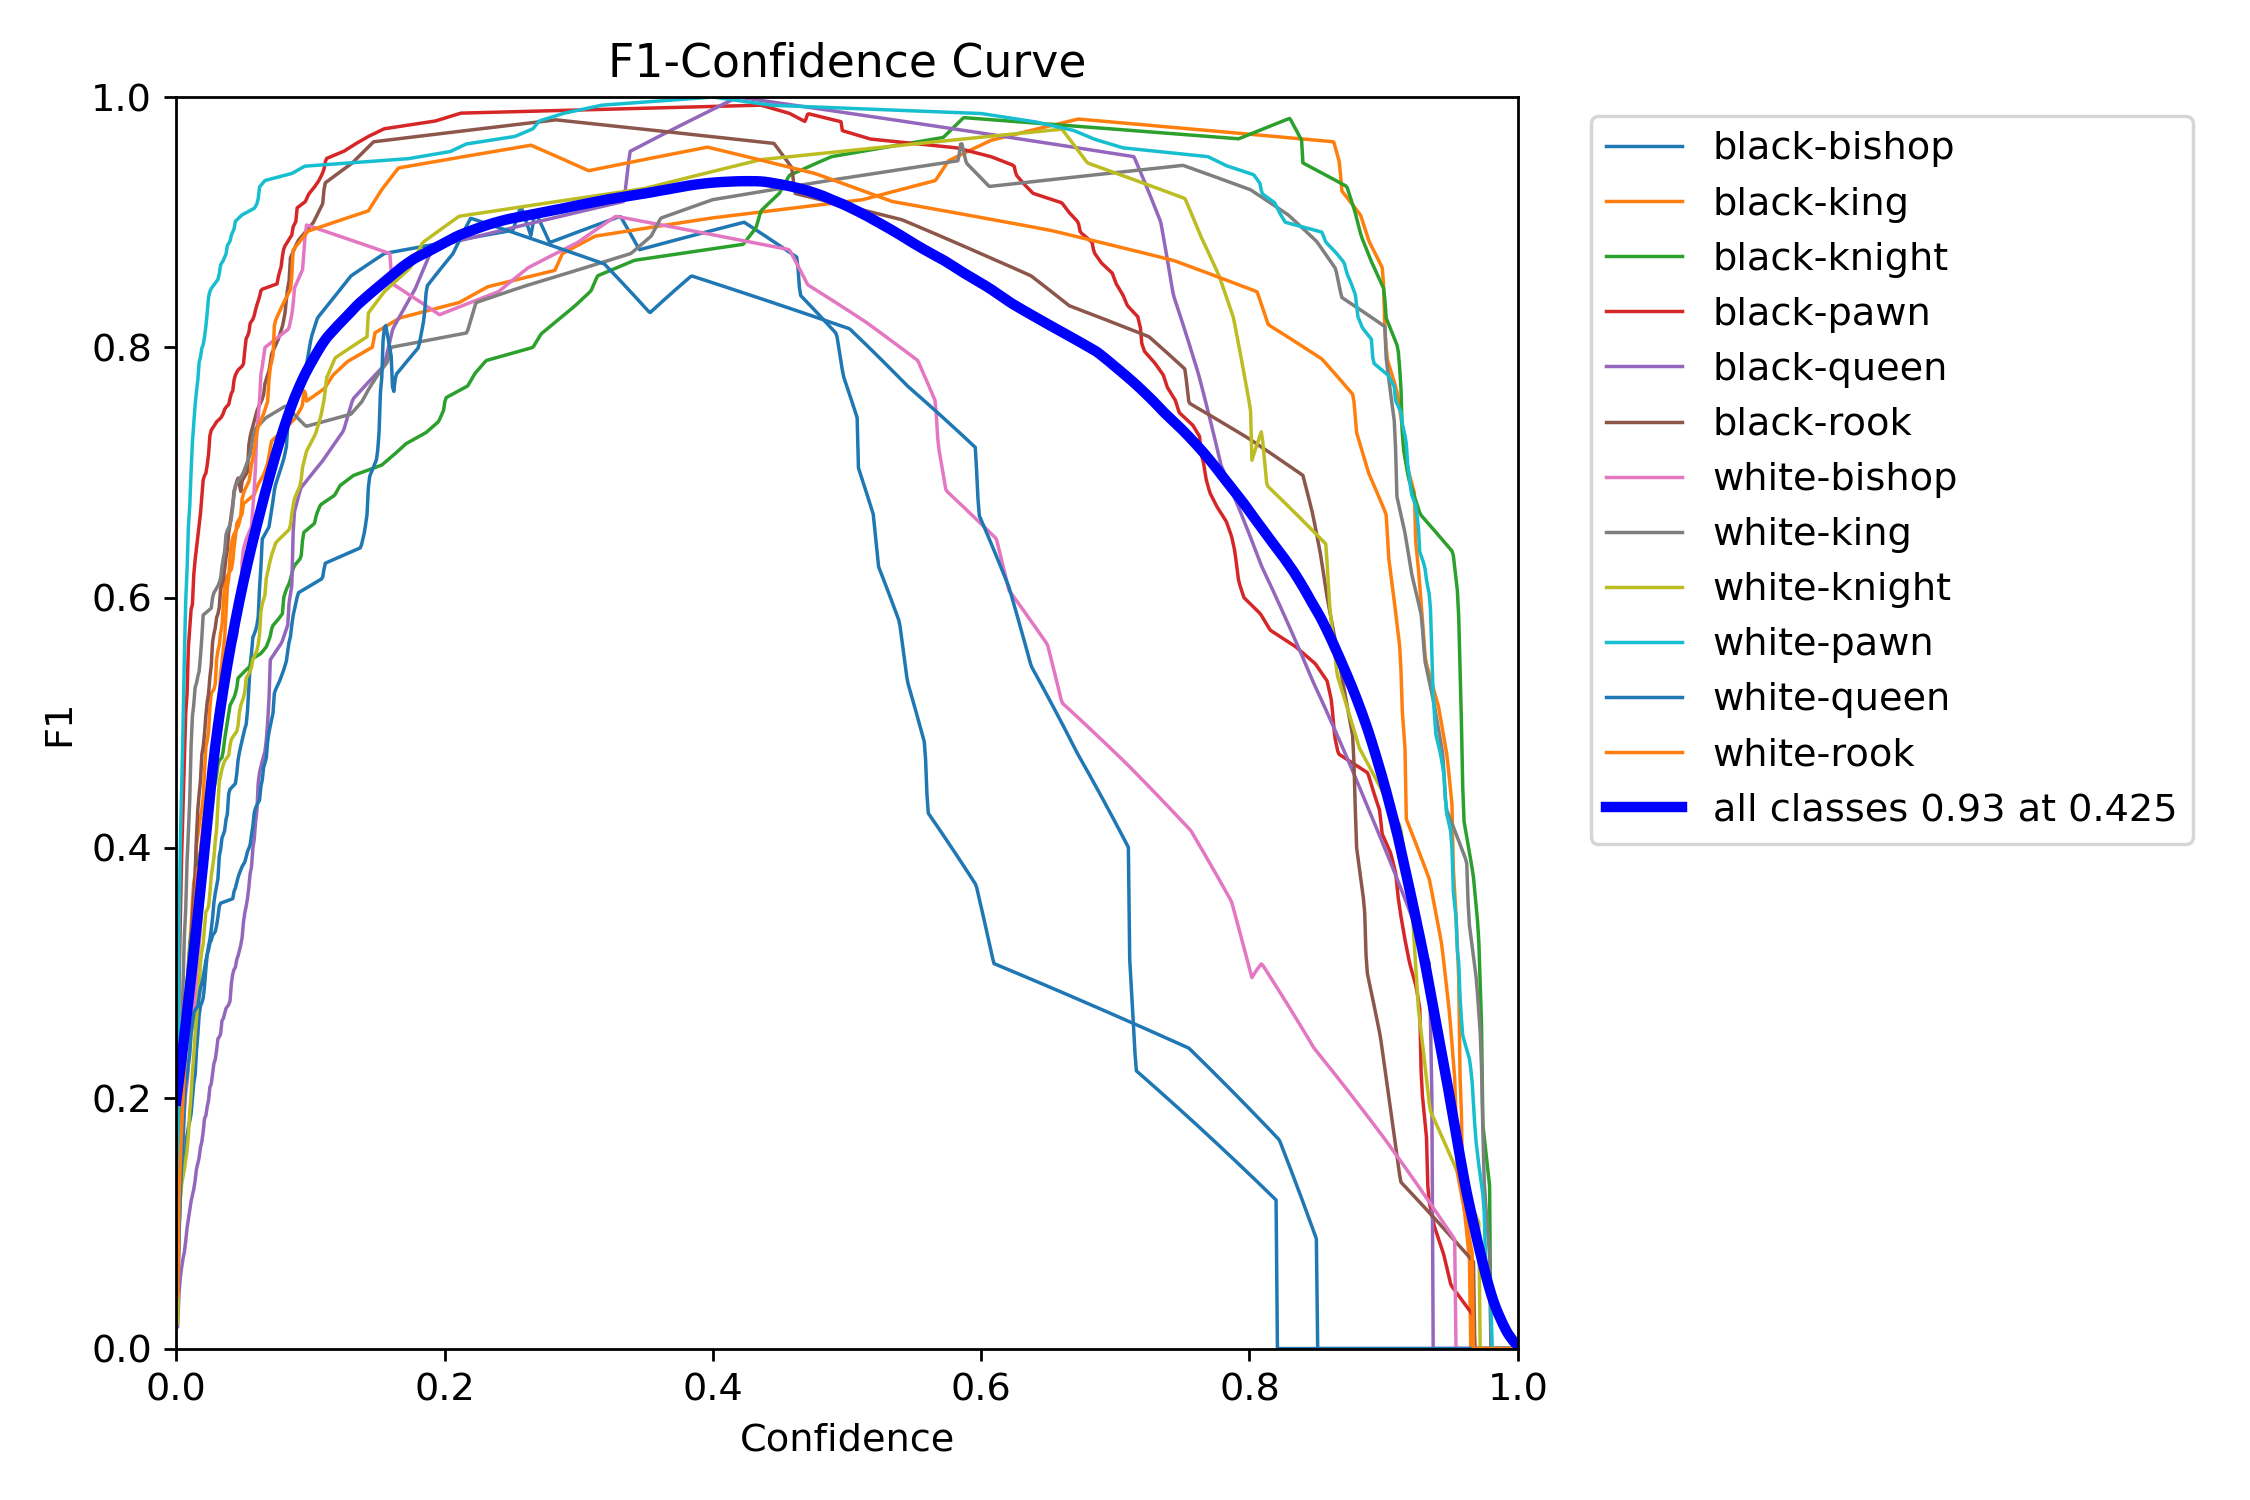 F1-Confidence Curve
1.0
0.8
0.6
0.4
0.2
0.0
F1
0.0 0.2 0.4 0.6 0.8 1.0
Confidence
black-bishop
black-king
black-knight
black-pawn
black-queen
black-rook
white-bishop
white-king
white-knight
white-pawn
white-queen
white-rook
all classes 0.93 at 0.425